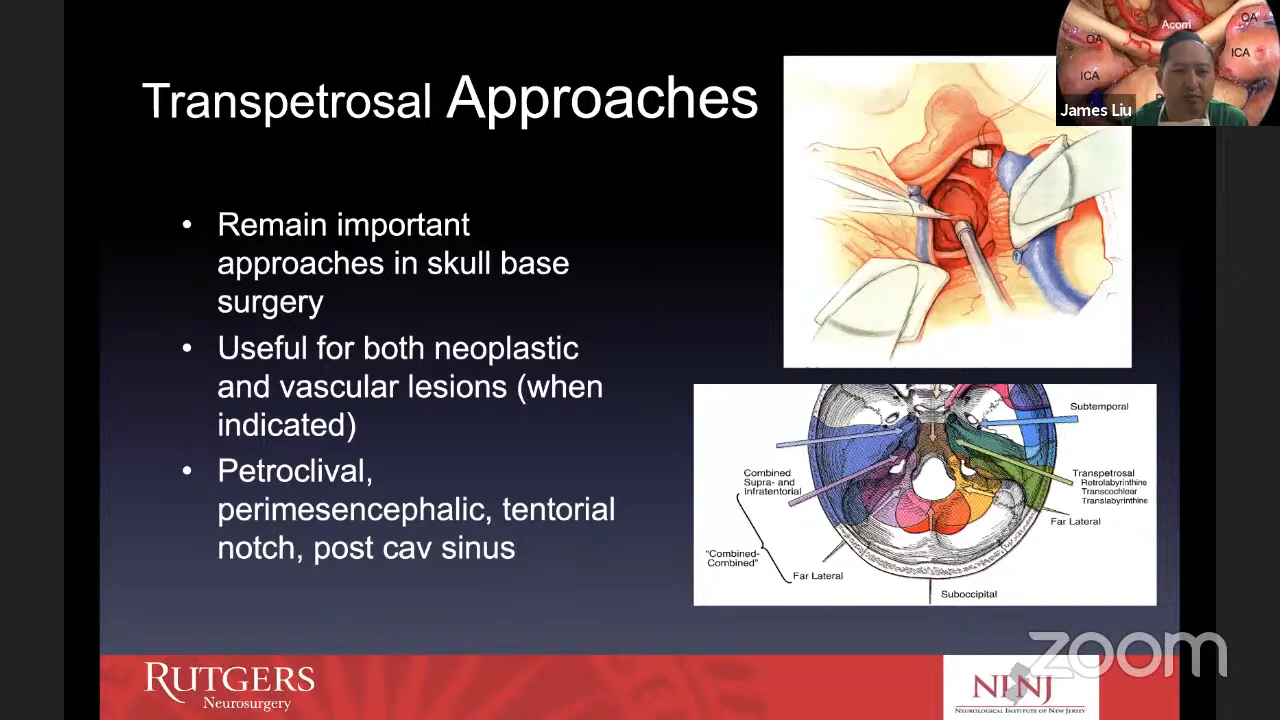 Transpetrosal Approaches
• Remain important
approaches in skull base
surgery
• Useful for both neoplastic
and vascular lesions (when
indicated)
• Petroclival,
perimesencephalic, tentorial
notch, post cav sinus
Acom
OA
OA
ICA
ICA
James Liu
Subtemporal
Combined
Supra- and
Infratentorial
Transpetrosal
Retrolabyrinthine
Transcochlear
Translabyrinthine
Far Lateral
"Combined-
Combined"
Far Lateral
Suboccipital
RUTGERS
Neurosurgery
NINJ
NEUROLOGICAL INSTITUTE OF NEW JERSEY
zoom